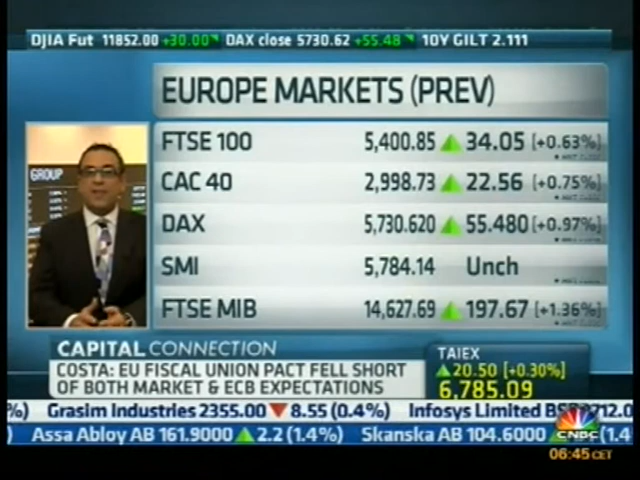 DJIA Fut 11852.00 +30.00 DAX close 5730.62 +55.48 10Y GILT 2.111
EUROPE MARKETS (PREV)
FTSE 100 5,400.85 34.05 [+0.63%]
CAC 40 2,998.73 22.56 [+0.75%]
DAX 5,730.620 55.480 [+0.97%]
SMI 5,784.14 Unch
FTSE MIB 14,627.69 197.67 [+1.36%]
GROUP
CAPITAL CONNECTION
COSTA: EU FISCAL UNION PACT FELL SHORT
OF BOTH MARKET & ECB EXPECTATIONS
TAIEX
20.50 [+0.30%]
6,785.09
%) Grasim Industries 2355.00 8.55 (0.4%) Infosys Limited
Assa Abloy AB 161.9000 2.2 (1.4%) Skanska AB 104.6000 (1.4
CNBC
06:45 CET